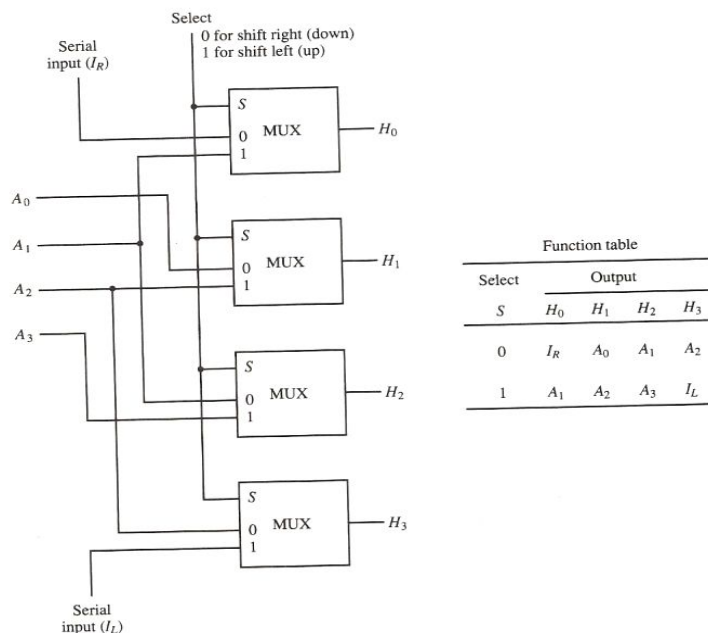 Select
0 for shift right (down)
1 for shift left (up)
Serial
input (I_R)
S
MUX
0
1
H_0
A_0
A_1
A_2
A_3
S
MUX
0
1
H_1
S
MUX
0
1
H_2
S
MUX
0
1
H_3
Serial
input (I_L)
Function table
Select Output
S H_0 H_1 H_2 H_3
0 I_R A_0 A_1 A_2
1 A_1 A_2 A_3 I_L